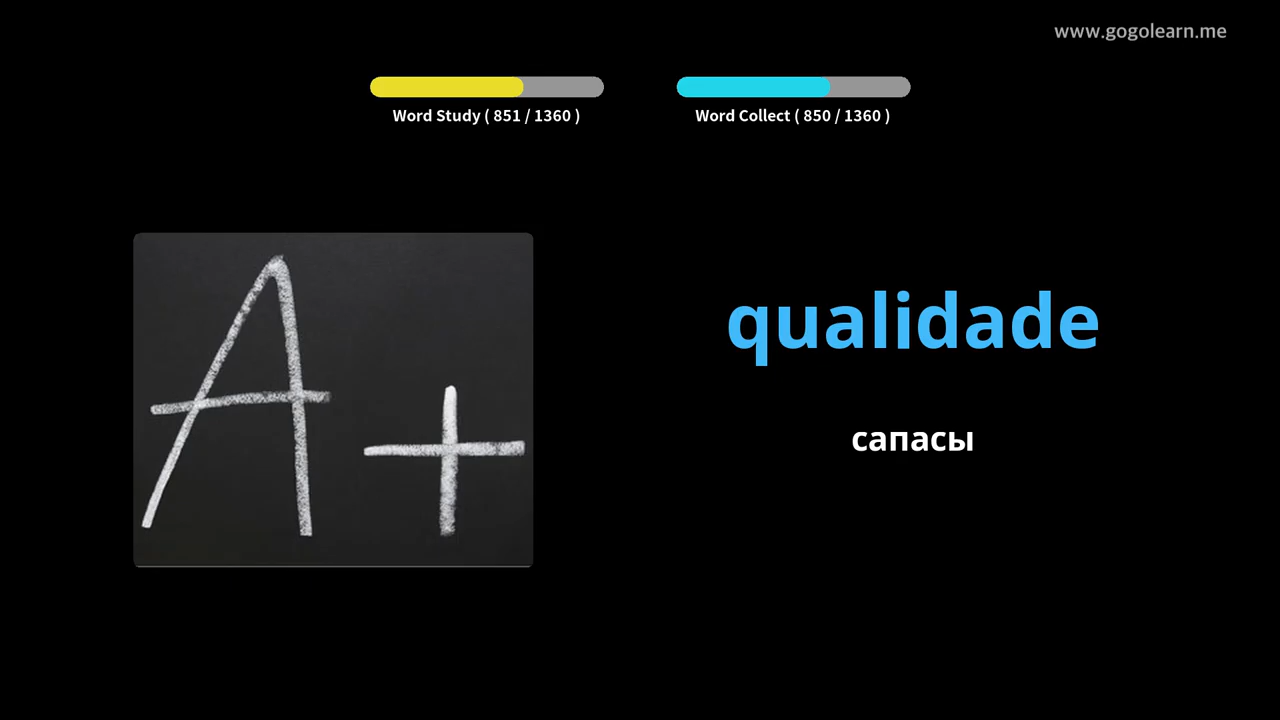 www.gogolearn.me
Word Study ( 851 / 1360 )
Word Collect ( 850 / 1360 )
A+
qualidade
сапасы